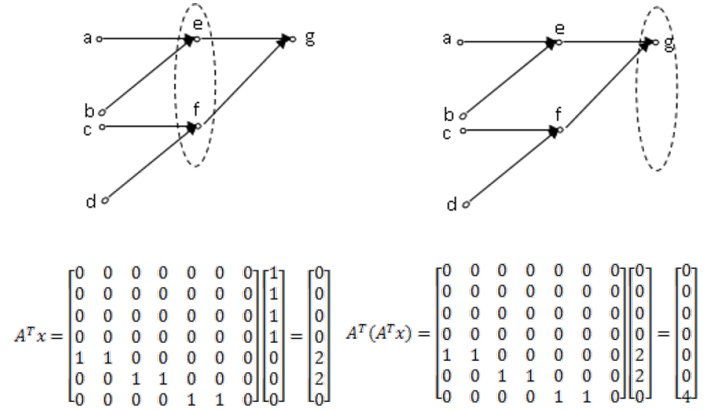 e
a
g
b
f
c
d
e
a
g
b
f
c
d
0 0 0 0 0 0 0 1 0
0 0 0 0 0 0 0 1 0
0 0 0 0 0 0 0 1 0
Aᵀx = 0 0 0 0 0 0 0 1 = 0
1 1 0 0 0 0 0 0 2
0 0 1 1 0 0 0 0 2
0 0 0 0 1 1 0 0 0
0 0 0 0 0 0 0 0 0
0 0 0 0 0 0 0 0 0
0 0 0 0 0 0 0 0 0
Aᵀ(Aᵀx) = 0 0 0 0 0 0 0 0 = 0
1 1 0 0 0 0 0 2 0
0 0 1 1 0 0 0 2 0
0 0 0 0 1 1 0 0 4